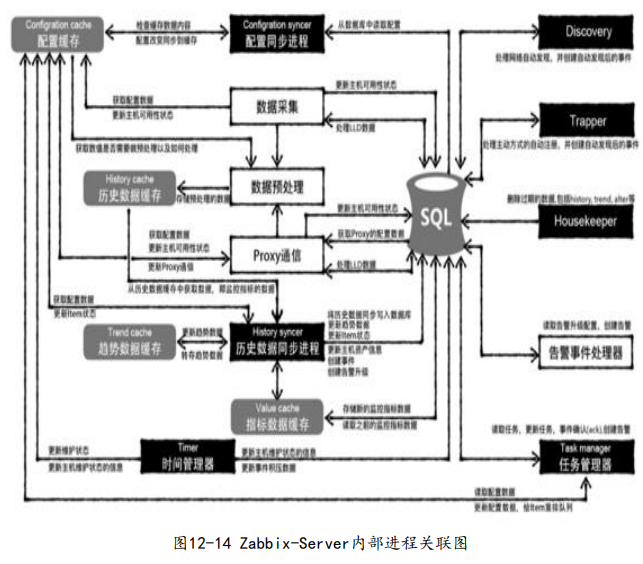 Configration cache
配置缓存
检查缓存数据内容
配置改变同步到缓存
Configration syncer
配置同步进程
从数据库中读取配置
Discovery
处理网络自动发现，并创建自动发现后的事件
获取配置数据
更新主机可用性状态
数据采集
更新主机可用性状态
处理LLD数据
Trapper
处理主动方式的自动注册，并创建自动发现后的事件
获取数值是否需要做预处理以及如何处理
History cache
历史数据缓存
存储预处理的数据
数据预处理
SQL
删除过期的数据,包括history, trend, alter等
Housekeeper
更新主机可用性状态
获取配置数据
更新主机可用性状态
更新Proxy通信
Proxy通信
获取Proxy的配置数据
处理LLD数据
从历史数据缓存中获取数据，即监控指标的数据
获取配置数据
更新Item状态
Trend cache
趋势数据缓存
更新趋势数据
转存趋势数据
History syncer
历史数据同步进程
将历史数据同步写入数据库
更新趋势数据
更新Item状态
更新主机资产信息
创建事件
创建告警升级
读取告警升级配置，创建告警
告警事件处理器
Value cache
指标数据缓存
存储新的监控指标数据
读取之前的监控指标数据
读取任务，更新任务，事件确认(ack),创建告警
更新维护状态
更新主机维护状态的信息
Timer
时间管理器
更新主机维护状态的信息
更新事件积压数据
Task manager
任务管理器
读取配置数据
更新配置数据，给Item重排队列
图12-14 Zabbix-Server内部进程关联图